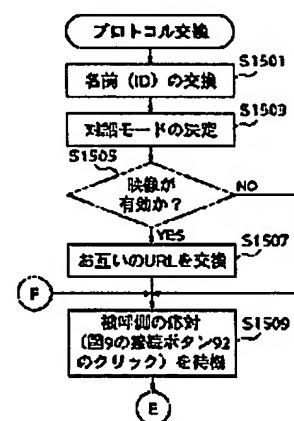 プロトコル交換
S1501
名前（ID）の交換
S1503
対話モードの決定
S1505
映像が
有効か？
NO
YES
お互いのURLを交換
S1507
F
被呼側の応対
S1509
（図9の接続ボタン92
のクリック）を待機
E